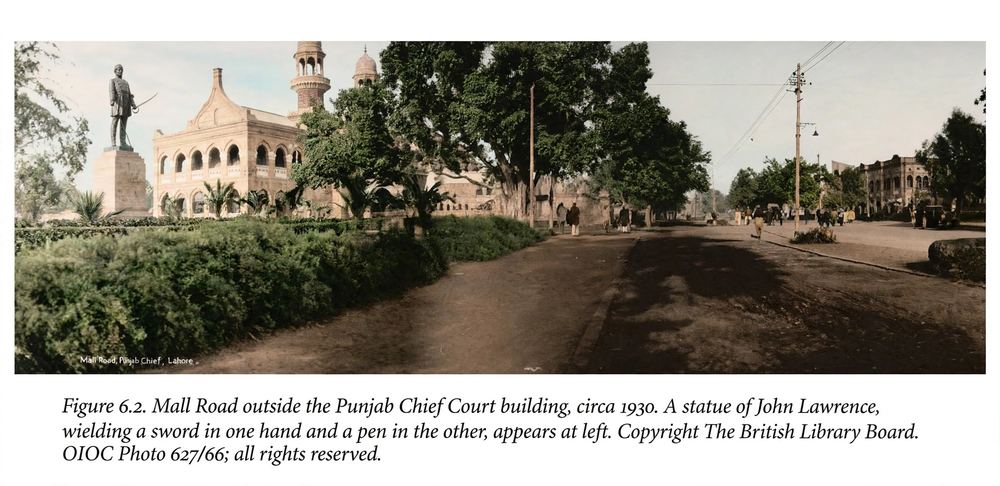 Mall Road, Punjab Chief, Lahore
Figure 6.2. Mall Road outside the Punjab Chief Court building, circa 1930. A statue of John Lawrence,
wielding a sword in one hand and a pen in the other, appears at left. Copyright The British Library Board.
OIOC Photo 627/66; all rights reserved.